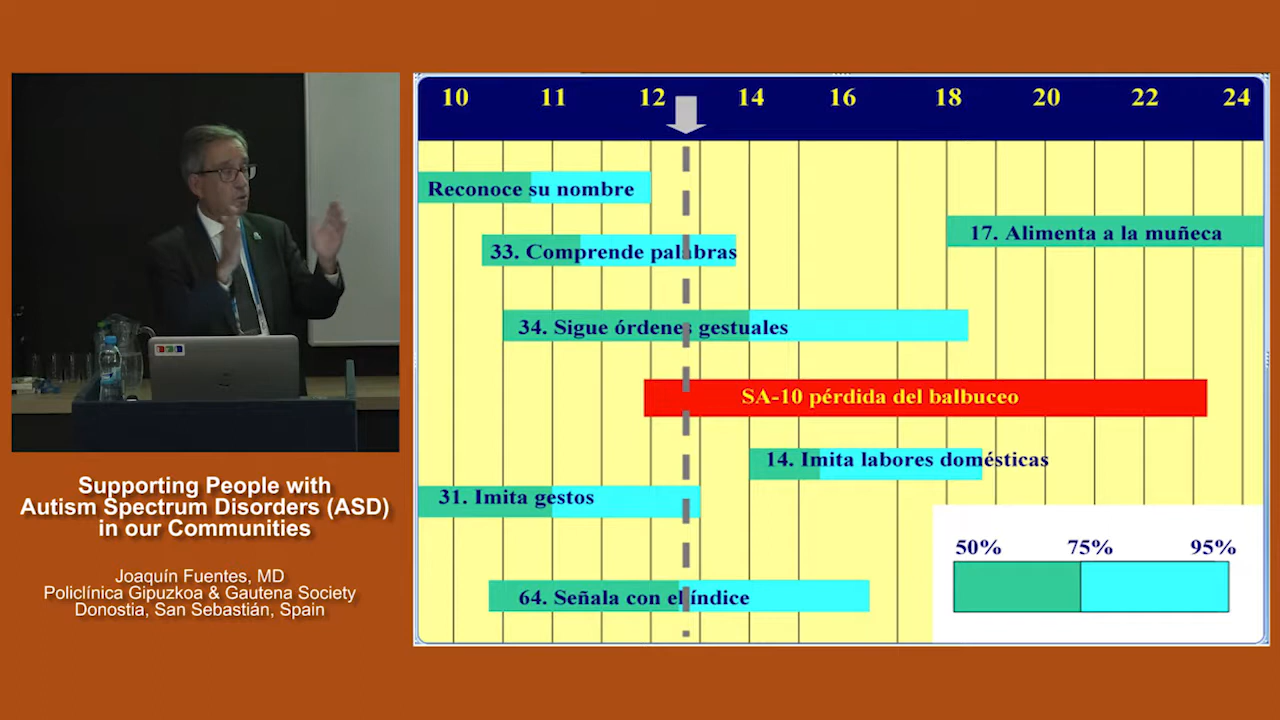 10 11 12 14 16 18 20 22 24
Reconoce su nombre
17. Alimenta a la muñeca
33. Comprende palabras
34. Sigue órdenes gestuales
SA-10 pérdida del balbuceo
14. Imita labores domésticas
31. Imita gestos
50% 75% 95%
64. Señala con el índice
Supporting People with
Autism Spectrum Disorders (ASD)
in our Communities
Joaquín Fuentes, MD
Policlínica Gipuzkoa & Gautena Society
Donostia, San Sebastián, Spain